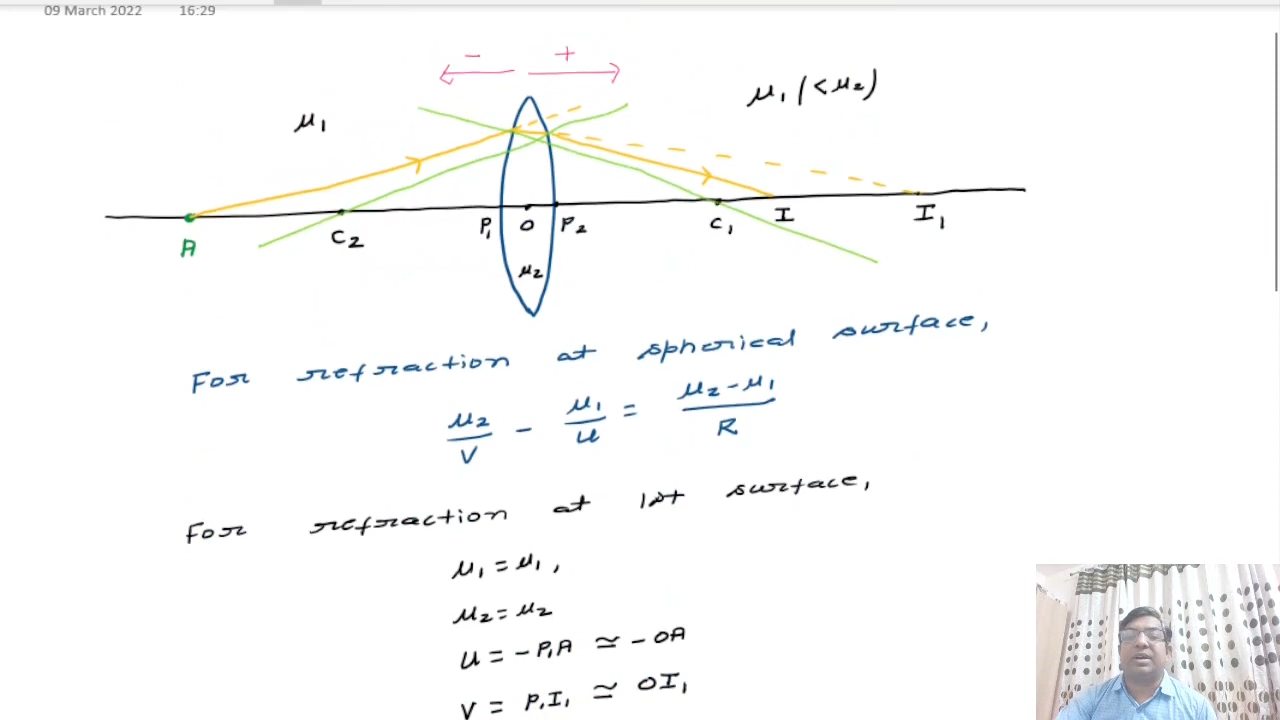 09 March 2022 16:29
- +
μ₁ μ₁ (<μ₂)
A C₂ P₁ O P₂ C₁ I I₁
μ₂
For refraction at spherical surface,
μ₂/V - μ₁/u = (μ₂-μ₁)/R
For refraction at 1st surface,
μ₁ = μ₁,
μ₂ = μ₂
u = -P₁A ≃ -OA
V = P₁I₁ ≃ OI₁